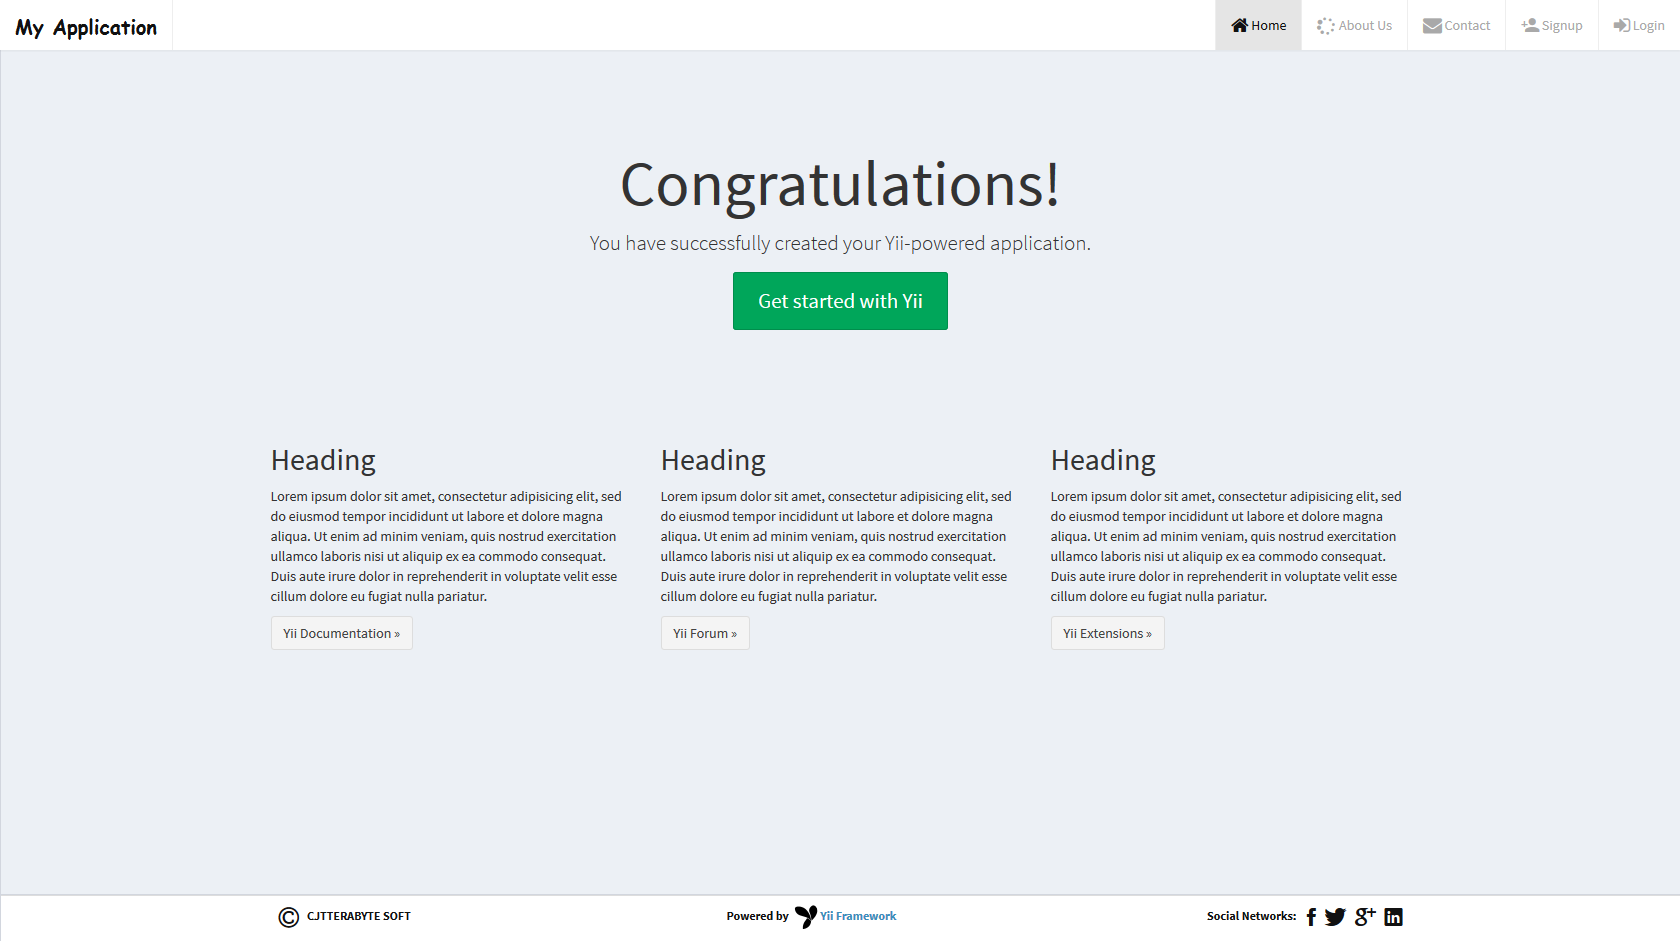 My Application
Home
About Us
Contact
Signup
Login
Congratulations!
You have successfully created your Yii-powered application.
Get started with Yii
Heading
Lorem ipsum dolor sit amet, consectetur adipisicing elit, sed
do eiusmod tempor incididunt ut labore et dolore magna
aliqua. Ut enim ad minim veniam, quis nostrud exercitation
ullamco laboris nisi ut aliquip ex ea commodo consequat.
Duis aute irure dolor in reprehenderit in voluptate velit esse
cillum dolore eu fugiat nulla pariatur.
Yii Documentation »
Heading
Lorem ipsum dolor sit amet, consectetur adipisicing elit, sed
do eiusmod tempor incididunt ut labore et dolore magna
aliqua. Ut enim ad minim veniam, quis nostrud exercitation
ullamco laboris nisi ut aliquip ex ea commodo consequat.
Duis aute irure dolor in reprehenderit in voluptate velit esse
cillum dolore eu fugiat nulla pariatur.
Yii Forum »
Heading
Lorem ipsum dolor sit amet, consectetur adipisicing elit, sed
do eiusmod tempor incididunt ut labore et dolore magna
aliqua. Ut enim ad minim veniam, quis nostrud exercitation
ullamco laboris nisi ut aliquip ex ea commodo consequat.
Duis aute irure dolor in reprehenderit in voluptate velit esse
cillum dolore eu fugiat nulla pariatur.
Yii Extensions »
© CJTTERABYTE SOFT
Powered by Yii Framework
Social Networks: